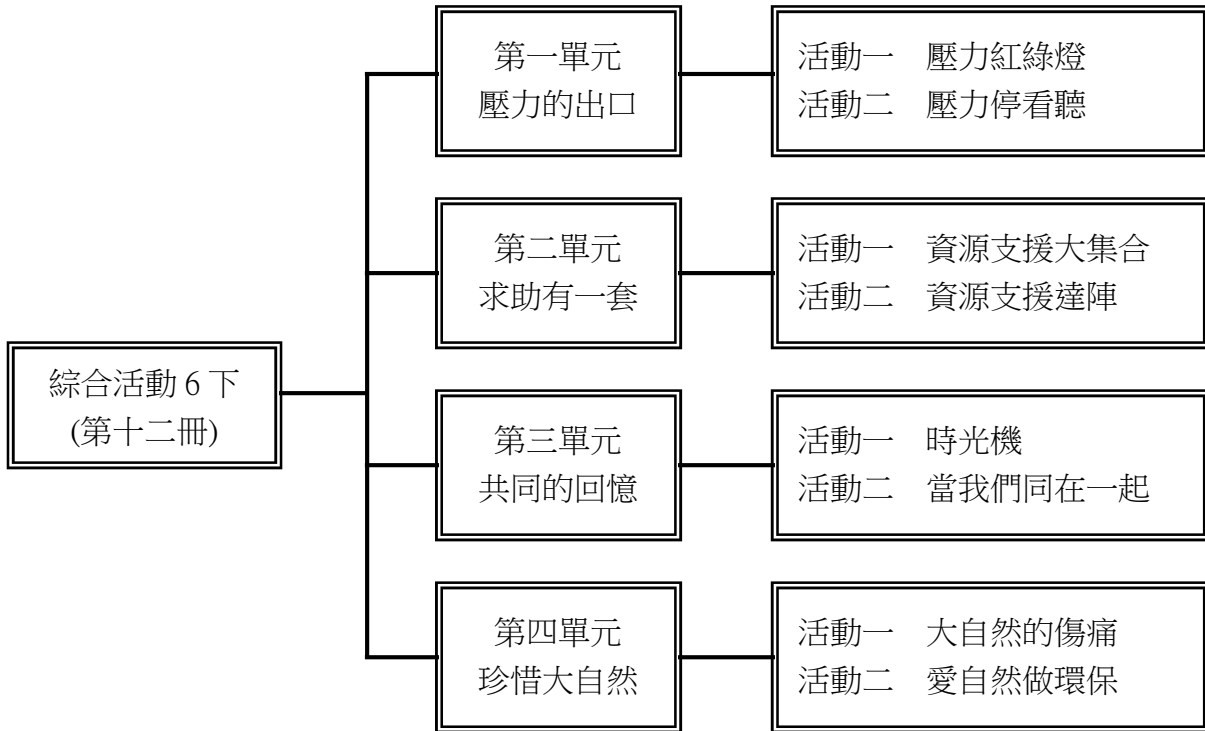 綜合活動6下
(第十二冊)
第一單元
壓力的出口
活動一　壓力紅綠燈
活動二　壓力停看聽
第二單元
求助有一套
活動一　資源支援大集合
活動二　資源支援達陣
第三單元
共同的回憶
活動一　時光機
活動二　當我們同在一起
第四單元
珍惜大自然
活動一　大自然的傷痛
活動二　愛自然做環保